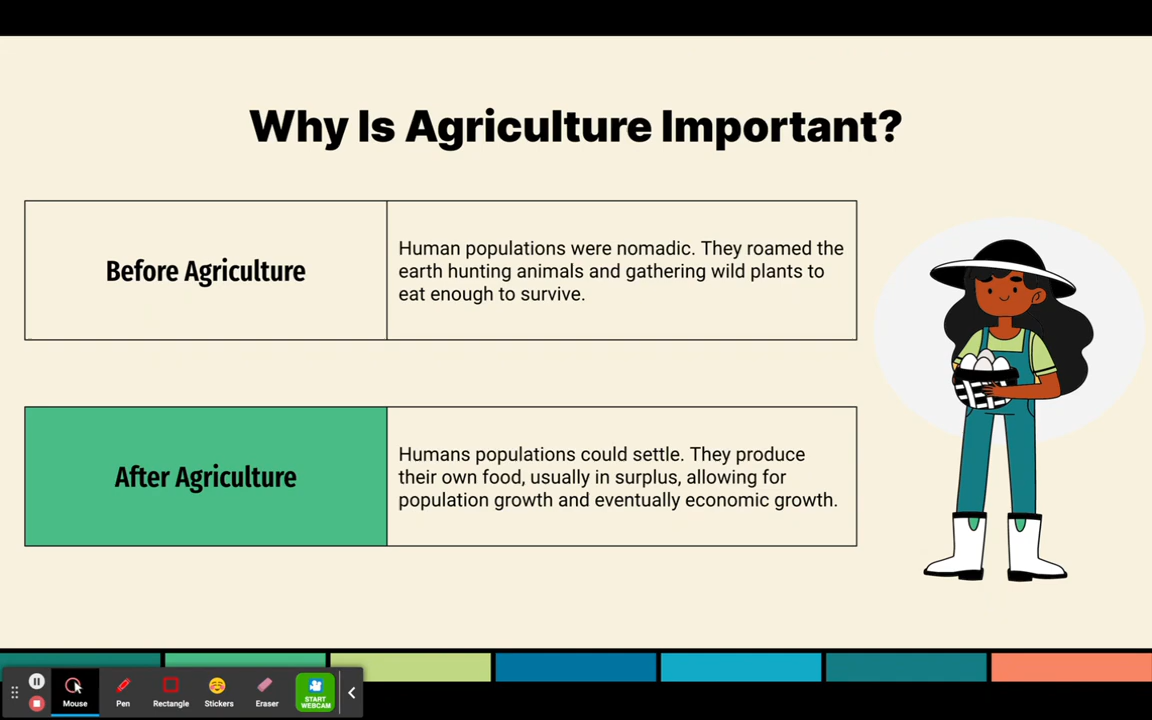 Why Is Agriculture Important?
Before Agriculture
Human populations were nomadic. They roamed the
earth hunting animals and gathering wild plants to
eat enough to survive.
After Agriculture
Humans populations could settle. They produce
their own food, usually in surplus, allowing for
population growth and eventually economic growth.
Mouse
Pen
Rectangle
Stickers
Eraser
START
WEBCAM